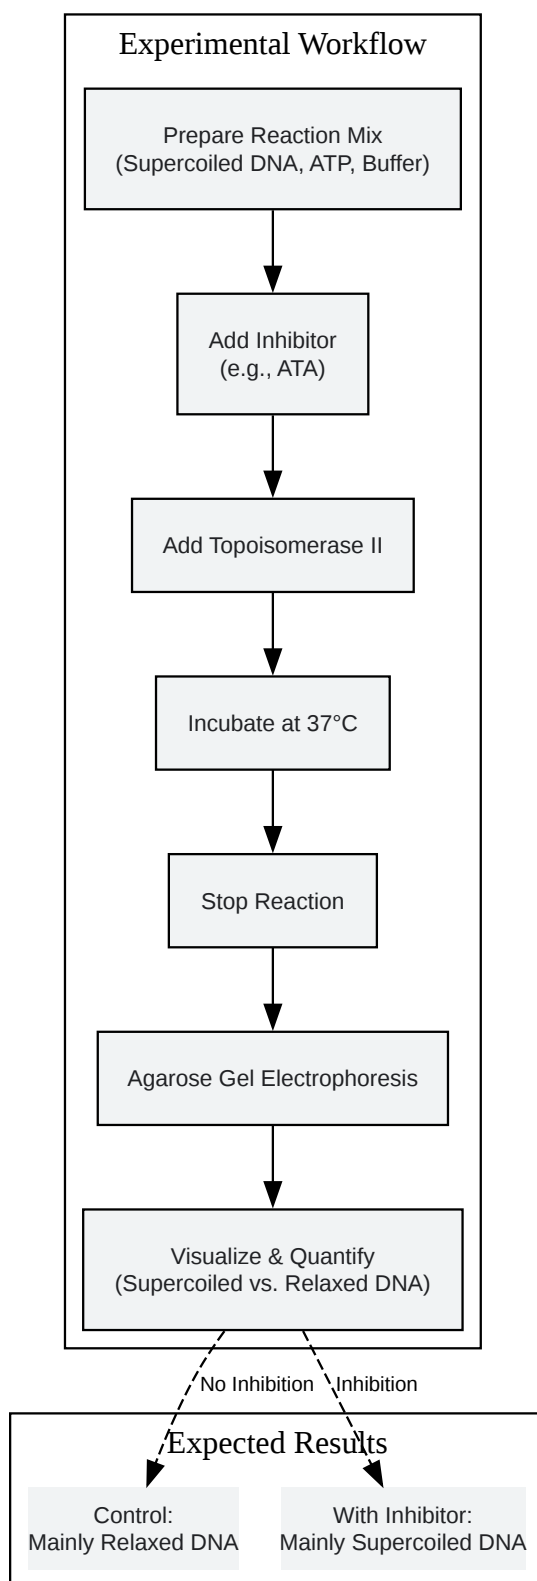 Experimental Workflow
Prepare Reaction Mix
(Supercoiled DNA, ATP, Buffer)
Add Inhibitor
(e.g., ATA)
Add Topoisomerase II
Incubate at 37°C
Stop Reaction
Agarose Gel Electrophoresis
Visualize & Quantify
(Supercoiled vs. Relaxed DNA)
No Inhibition
Inhibition
Expected Results
Control:
Mainly Relaxed DNA
With Inhibitor:
Mainly Supercoiled DNA